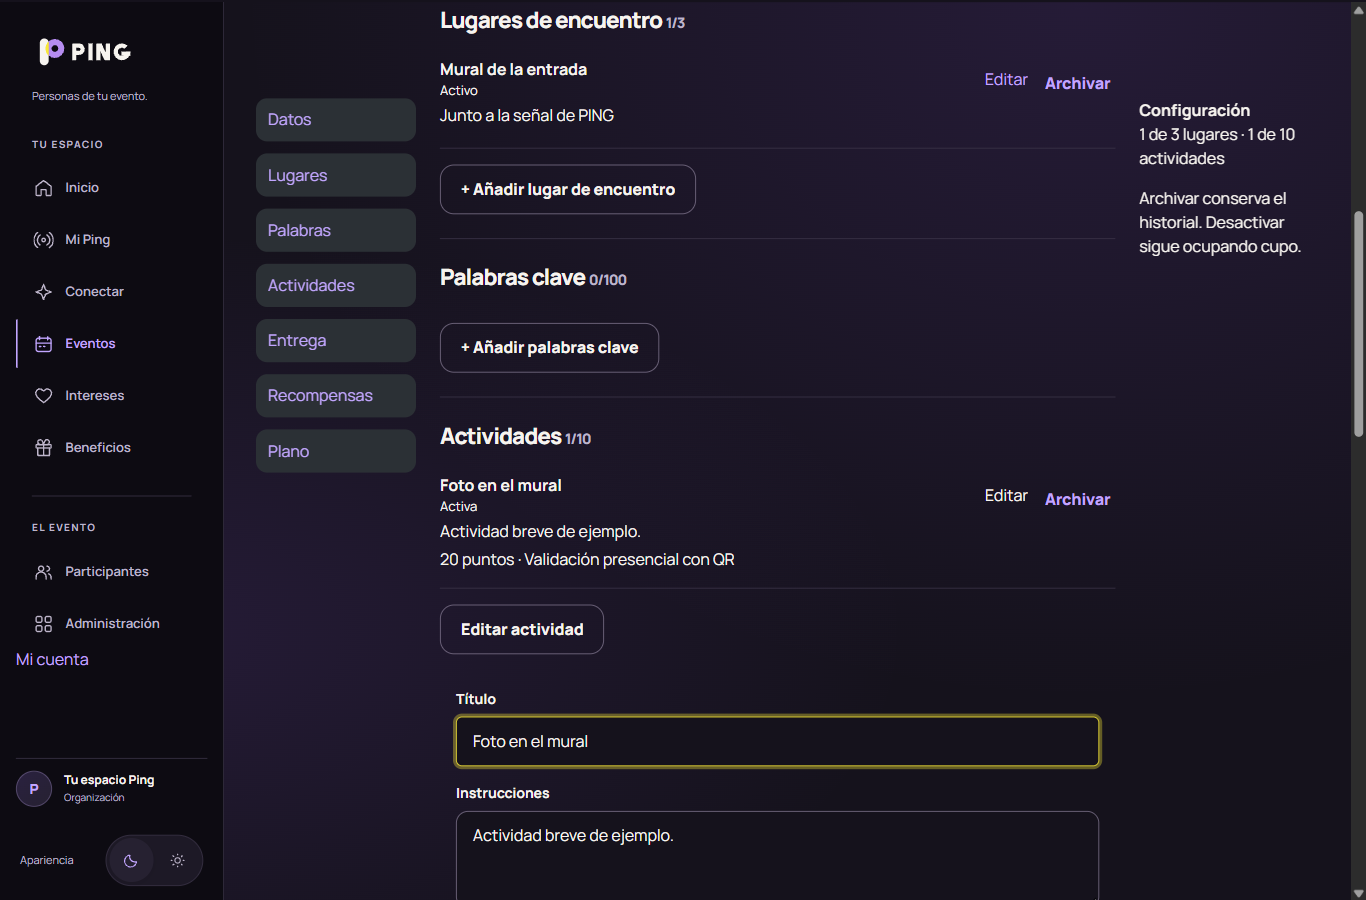 PING
Personas de tu evento.
TU ESPACIO
Inicio
Mi Ping
Conectar
Eventos
Intereses
Beneficios
EL EVENTO
Participantes
Administración
Mi cuenta
P
Tu espacio Ping
Organización
Apariencia
Datos
Lugares
Palabras
Actividades
Entrega
Recompensas
Plano
Lugares de encuentro 1/3
Mural de la entrada
Activo
Junto a la señal de PING
Editar
Archivar
+ Añadir lugar de encuentro
Palabras clave 0/100
+ Añadir palabras clave
Actividades 1/10
Foto en el mural
Activa
Actividad breve de ejemplo.
20 puntos · Validación presencial con QR
Editar
Archivar
Editar actividad
Título
Foto en el mural
Instrucciones
Actividad breve de ejemplo.
Configuración
1 de 3 lugares · 1 de 10
actividades
Archivar conserva el
historial. Desactivar
sigue ocupando cupo.